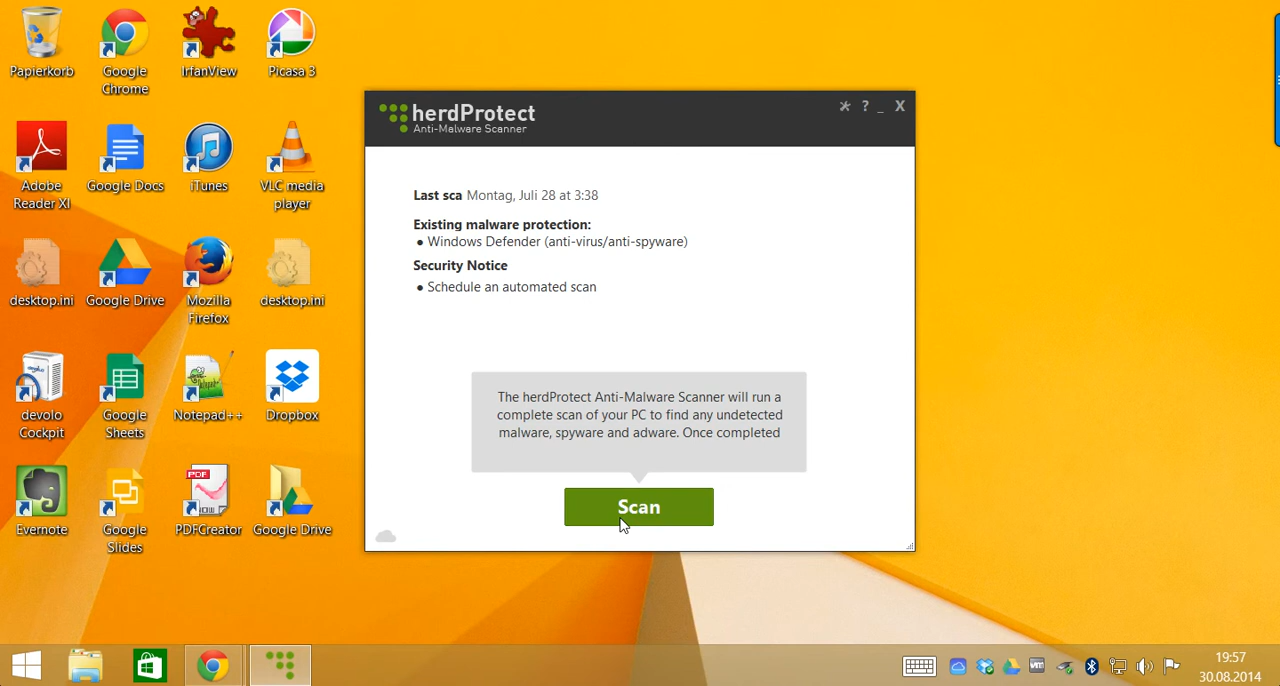 Papierkorb
Google
Chrome
IrfanView
Picasa 3
Adobe
Reader XI
Google Docs
iTunes
VLC media
player
desktop.ini
Google Drive
Mozilla
Firefox
desktop.ini
devolo
Cockpit
Google
Sheets
Notepad++
Dropbox
Evernote
Google
Slides
PDF
PDFCreator
Google Drive
herdProtect
Anti-Malware Scanner
? _ X
Last sca Montag, Juli 28 at 3:38
Existing malware protection:
• Windows Defender (anti-virus/anti-spyware)
Security Notice
• Schedule an automated scan
The herdProtect Anti-Malware Scanner will run a
complete scan of your PC to find any undetected
malware, spyware and adware. Once completed
Scan
19:57
30.08.2014